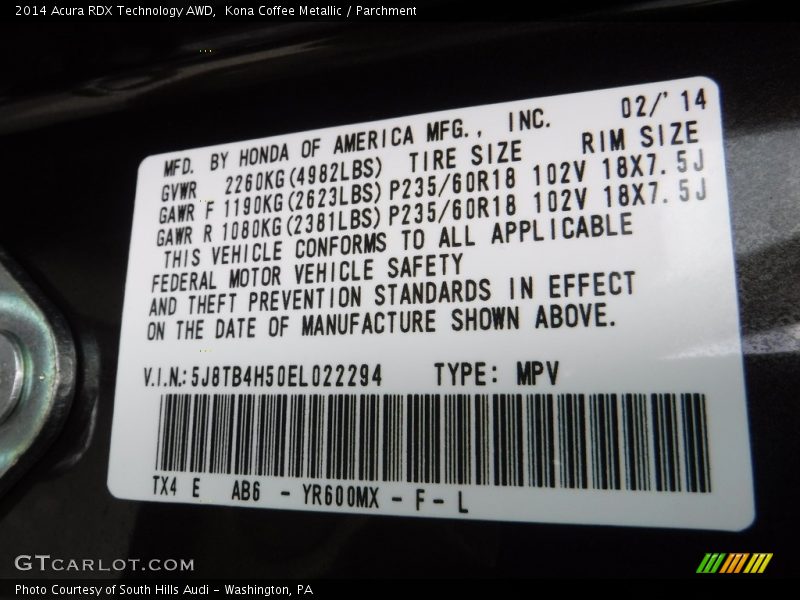 2014 Acura RDX Technology AWD,  Kona Coffee Metallic / Parchment
MFD. BY HONDA OF AMERICA MFG., INC. 02/'14
GVWR 2260KG(4982LBS) TIRE SIZE RIM SIZE
GAWR F 1190KG(2623LBS) P235/60R18 102V 18X7.5J
GAWR R 1080KG(2381LBS) P235/60R18 102V 18X7.5J
THIS VEHICLE CONFORMS TO ALL APPLICABLE
FEDERAL MOTOR VEHICLE SAFETY
AND THEFT PREVENTION STANDARDS IN EFFECT
ON THE DATE OF MANUFACTURE SHOWN ABOVE.
V.I.N.: 5J8TB4H50EL022294 TYPE: MPV
TX4 E AB6 - YR600MX - F - L
GTCARLOT.COM
Photo Courtesy of South Hills Audi - Washington, PA